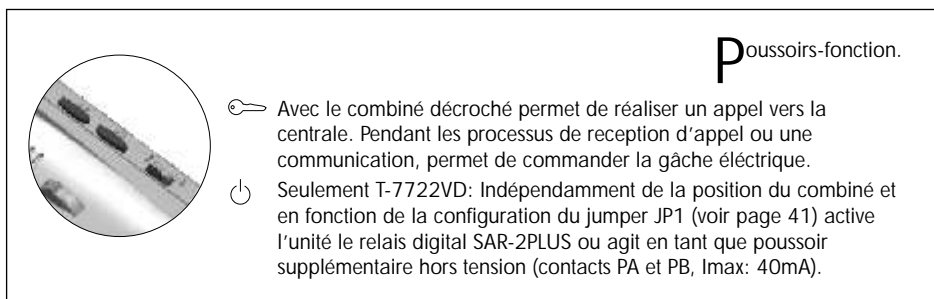 Poussoirs-fonction.
Avec le combiné décroché permet de réaliser un appel vers la
centrale. Pendant les processus de reception d'appel ou une
communication, permet de commander la gâche éléctrique.
Seulement T-7722VD: Indépendamment de la position du combiné et
en fonction de la configuration du jumper JP1 (voir page 41) active
l'unité le relais digital SAR-2PLUS ou agit en tant que poussoir
supplémentaire hors tension (contacts PA et PB, Imax: 40mA).